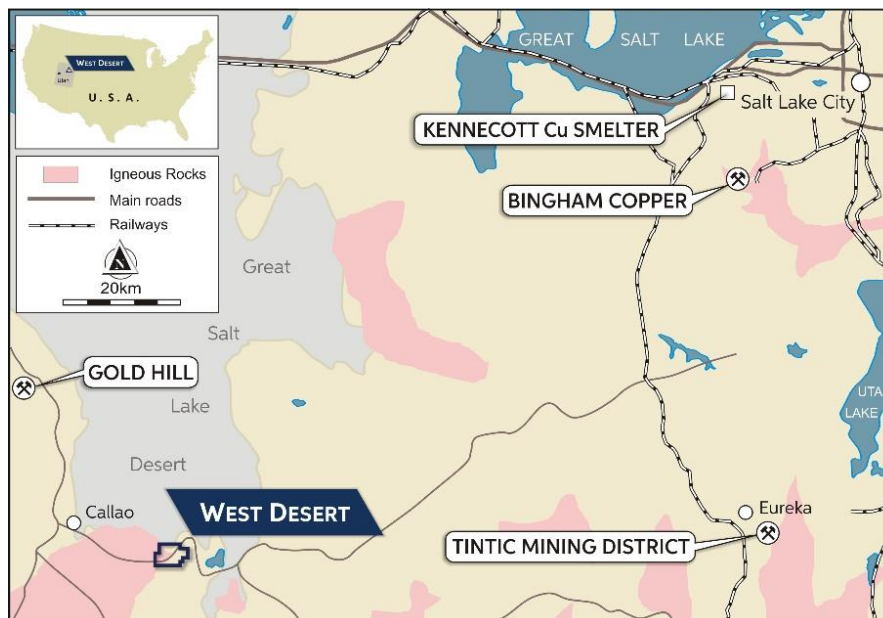 WEST DESERT
Utah
U. S. A.
Igneous Rocks
Main roads
Railways
N
20km
GREAT SALT LAKE
Salt Lake City
KENNECOTT Cu SMELTER
BINGHAM COPPER
Great
Salt
Lake
Desert
GOLD HILL
UTA
LAKE
Callao
WEST DESERT
Eureka
TINTIC MINING DISTRICT